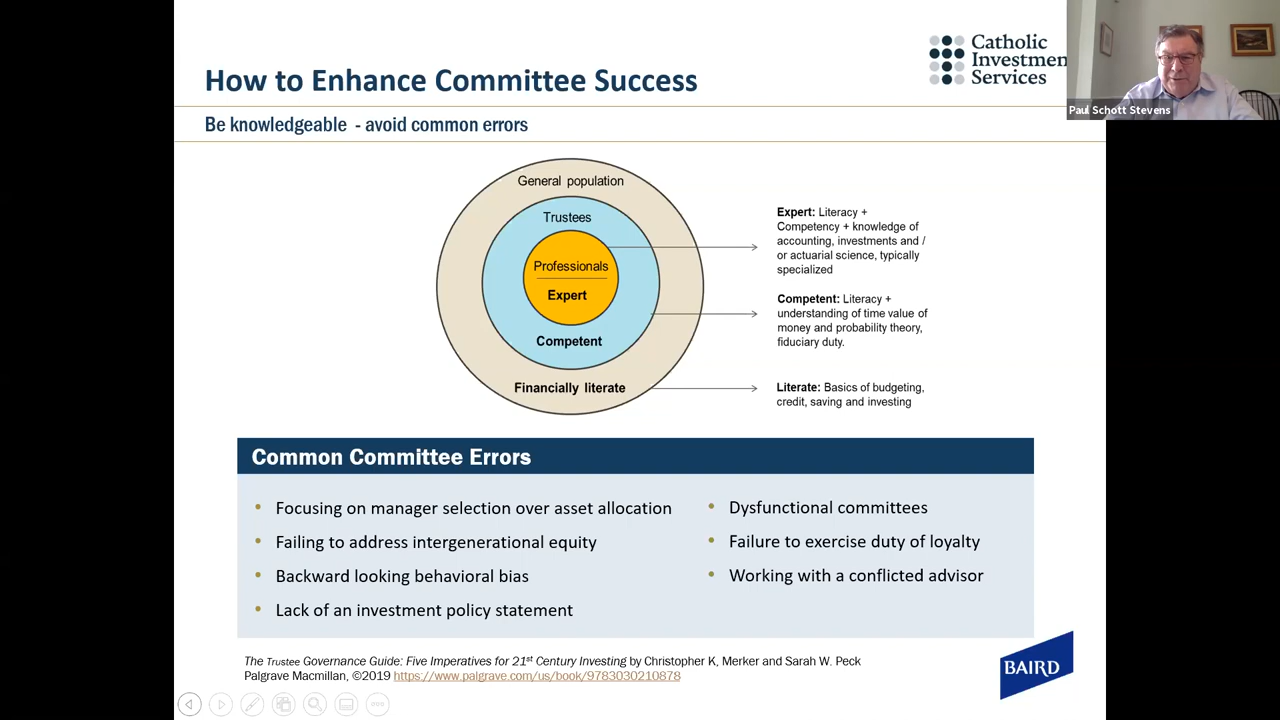 How to Enhance Committee Success
Catholic
Investmen
Services
Paul Schott Stevens
Be knowledgeable - avoid common errors
General population
Trustees
Professionals
Expert
Competent
Financially literate
Expert: Literacy +
Competency + knowledge of
accounting, investments and /
or actuarial science, typically
specialized
Competent: Literacy +
understanding of time value of
money and probability theory,
fiduciary duty.
Literate: Basics of budgeting,
credit, saving and investing
Common Committee Errors
• Focusing on manager selection over asset allocation
• Failing to address intergenerational equity
• Backward looking behavioral bias
• Lack of an investment policy statement
• Dysfunctional committees
• Failure to exercise duty of loyalty
• Working with a conflicted advisor
The Trustee Governance Guide: Five Imperatives for 21st Century Investing by Christopher K, Merker and Sarah W. Peck
Palgrave Macmillan, ©2019 https://www.palgrave.com/us/book/9783030210878
BAIRD